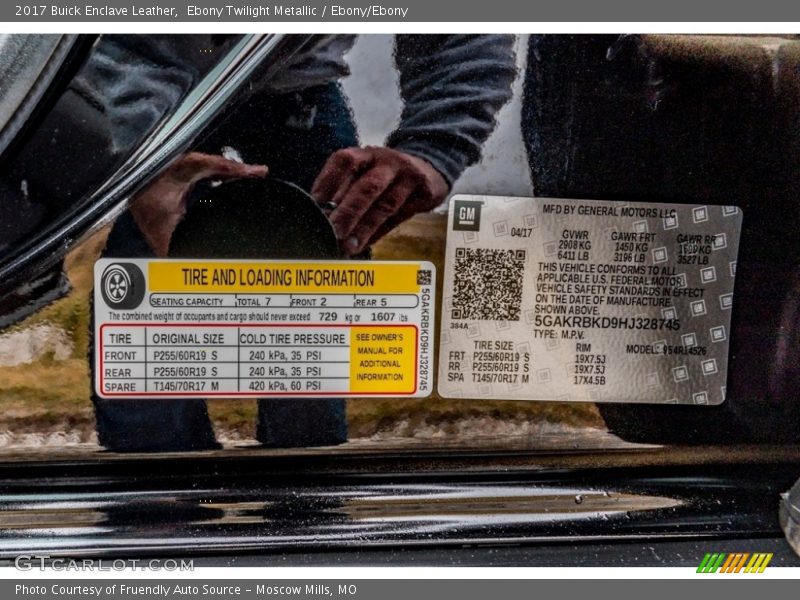 2017 Buick Enclave Leather,  Ebony Twilight Metallic / Ebony/Ebony
TIRE AND LOADING INFORMATION
SEATING CAPACITY TOTAL 7 FRONT 2 REAR 5
The combined weight of occupants and cargo should never exceed 729 kg or 1607 lbs
TIRE ORIGINAL SIZE COLD TIRE PRESSURE
FRONT P255/60R19 S 240 kPa, 35 PSI
REAR P255/60R19 S 240 kPa, 35 PSI
SPARE T145/70R17 M 420 kPa, 60 PSI
SEE OWNER'S
MANUAL FOR
ADDITIONAL
INFORMATION
5GAKRBKD9HJ328745
GM
MFD BY GENERAL MOTORS LLC
04/17 GVWR GAWR FRT GAWR RR
2908 KG 1450 KG 1600 KG
6411 LB 3196 LB 3527 LB
THIS VEHICLE CONFORMS TO ALL
APPLICABLE U.S. FEDERAL MOTOR
VEHICLE SAFETY STANDARDS IN EFFECT
ON THE DATE OF MANUFACTURE
SHOWN ABOVE.
384A 5GAKRBKD9HJ328745
TYPE: M.P.V.
TIRE SIZE RIM MODEL: 954R14526
FRT P255/60R19 S 19X7.5J
RR P255/60R19 S 19X7.5J
SPA T145/70R17 M 17X4.5B
GTCARLOT.COM
Photo Courtesy of Fruendly Auto Source - Moscow Mills, MO